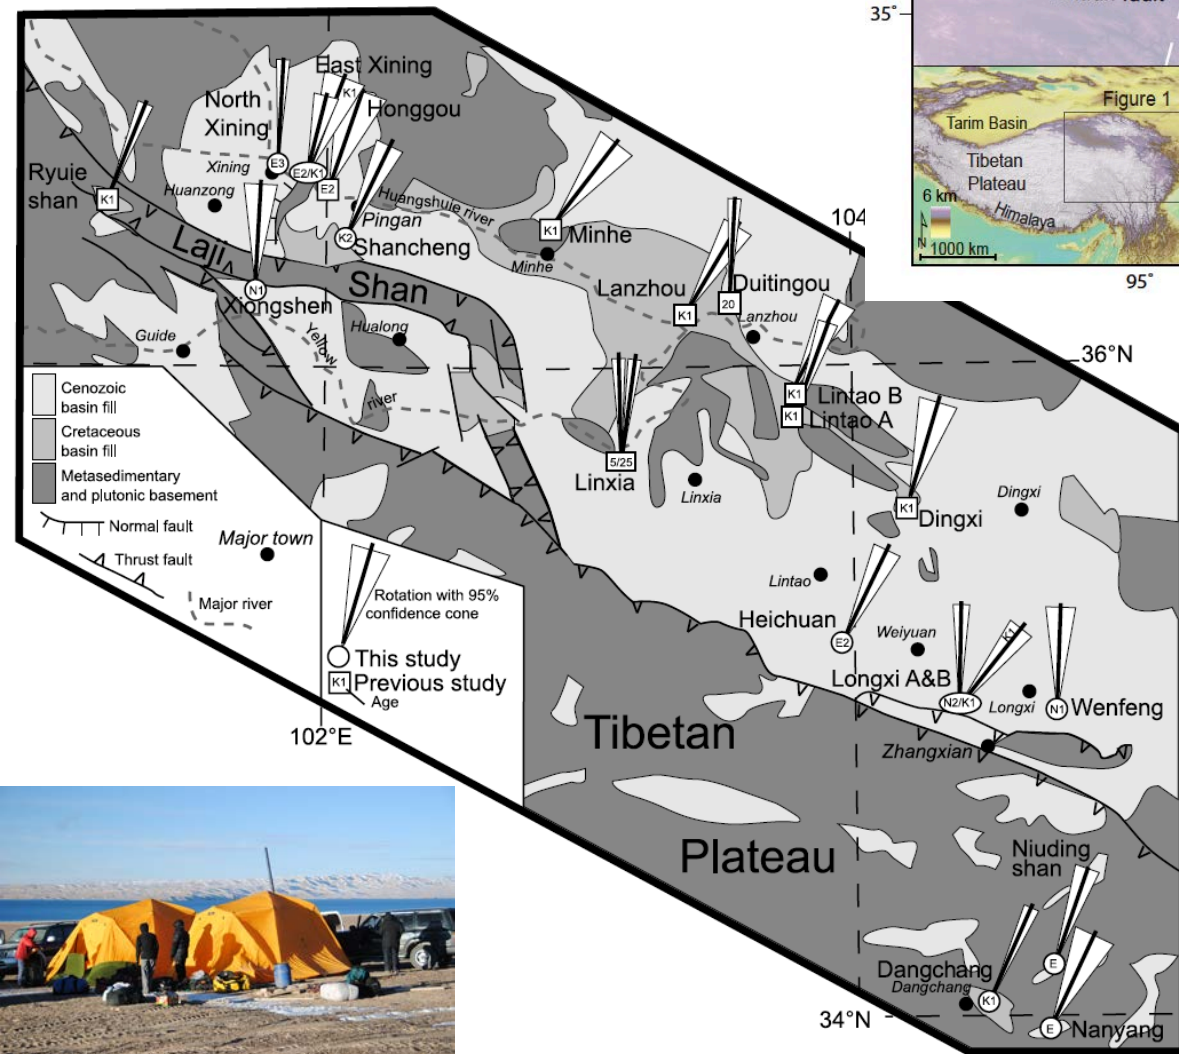 35°
Figure 1
Tarim Basin
Tibetan
Plateau
Himalaya
6 km
N
1000 km
95°
104
East Xining
North
Xining
K1
Honggou
Xining
E3
E2/K1
E2
Ryuie
shan
K1
Huanzong
Huangshuie river
Pingan
K2
Shancheng
K1
Minhe
Minhe
Laji
Shan
N1
Xiongshen
Lanzhou
K1
Duitingou
20
Lanzhou
Guide
Yellow
river
Hualong
36°N
K1
Lintao B
K1
Lintao A
5/25
Linxia
Linxia
K1
Dingxi
Dingxi
Cenozoic
basin fill
Cretaceous
basin fill
Metasedimentary
and plutonic basement
Normal fault
Thrust fault
Major town
Major river
Rotation with 95%
confidence cone
This study
K1
Previous study
Age
102°E
Lintao
Heichuan
E2
Weiyuan
K1
Longxi A&B
N2/K1
Longxi
N1
Wenfeng
Zhangxian
Tibetan
Plateau
Niuding
shan
E
Dangchang
Dangchang
K1
34°N
E
Nanyang